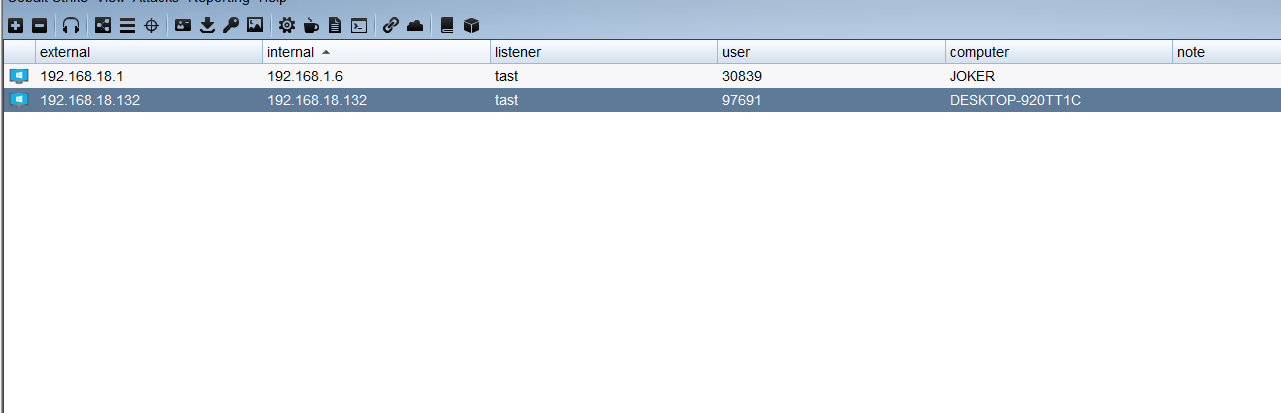 Cobalt Strike View Attacks Reporting Help
external internal listener user computer note
192.168.18.1 192.168.1.6 tast 30839 JOKER
192.168.18.132 192.168.18.132 tast 97691 DESKTOP-920TT1C